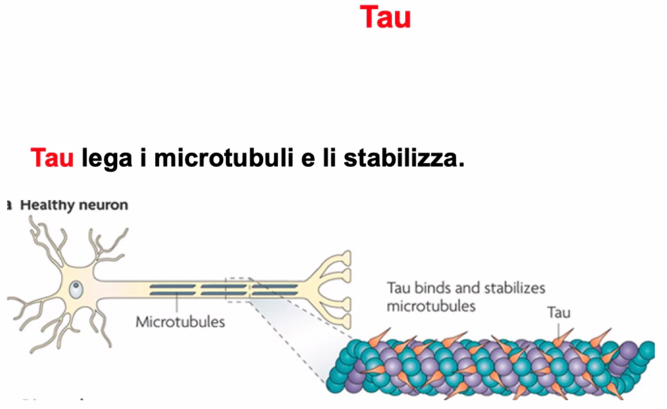 Tau
Tau lega i microtubuli e li stabilizza.
a Healthy neuron
Tau binds and stabilizes
microtubules
Tau
Microtubules